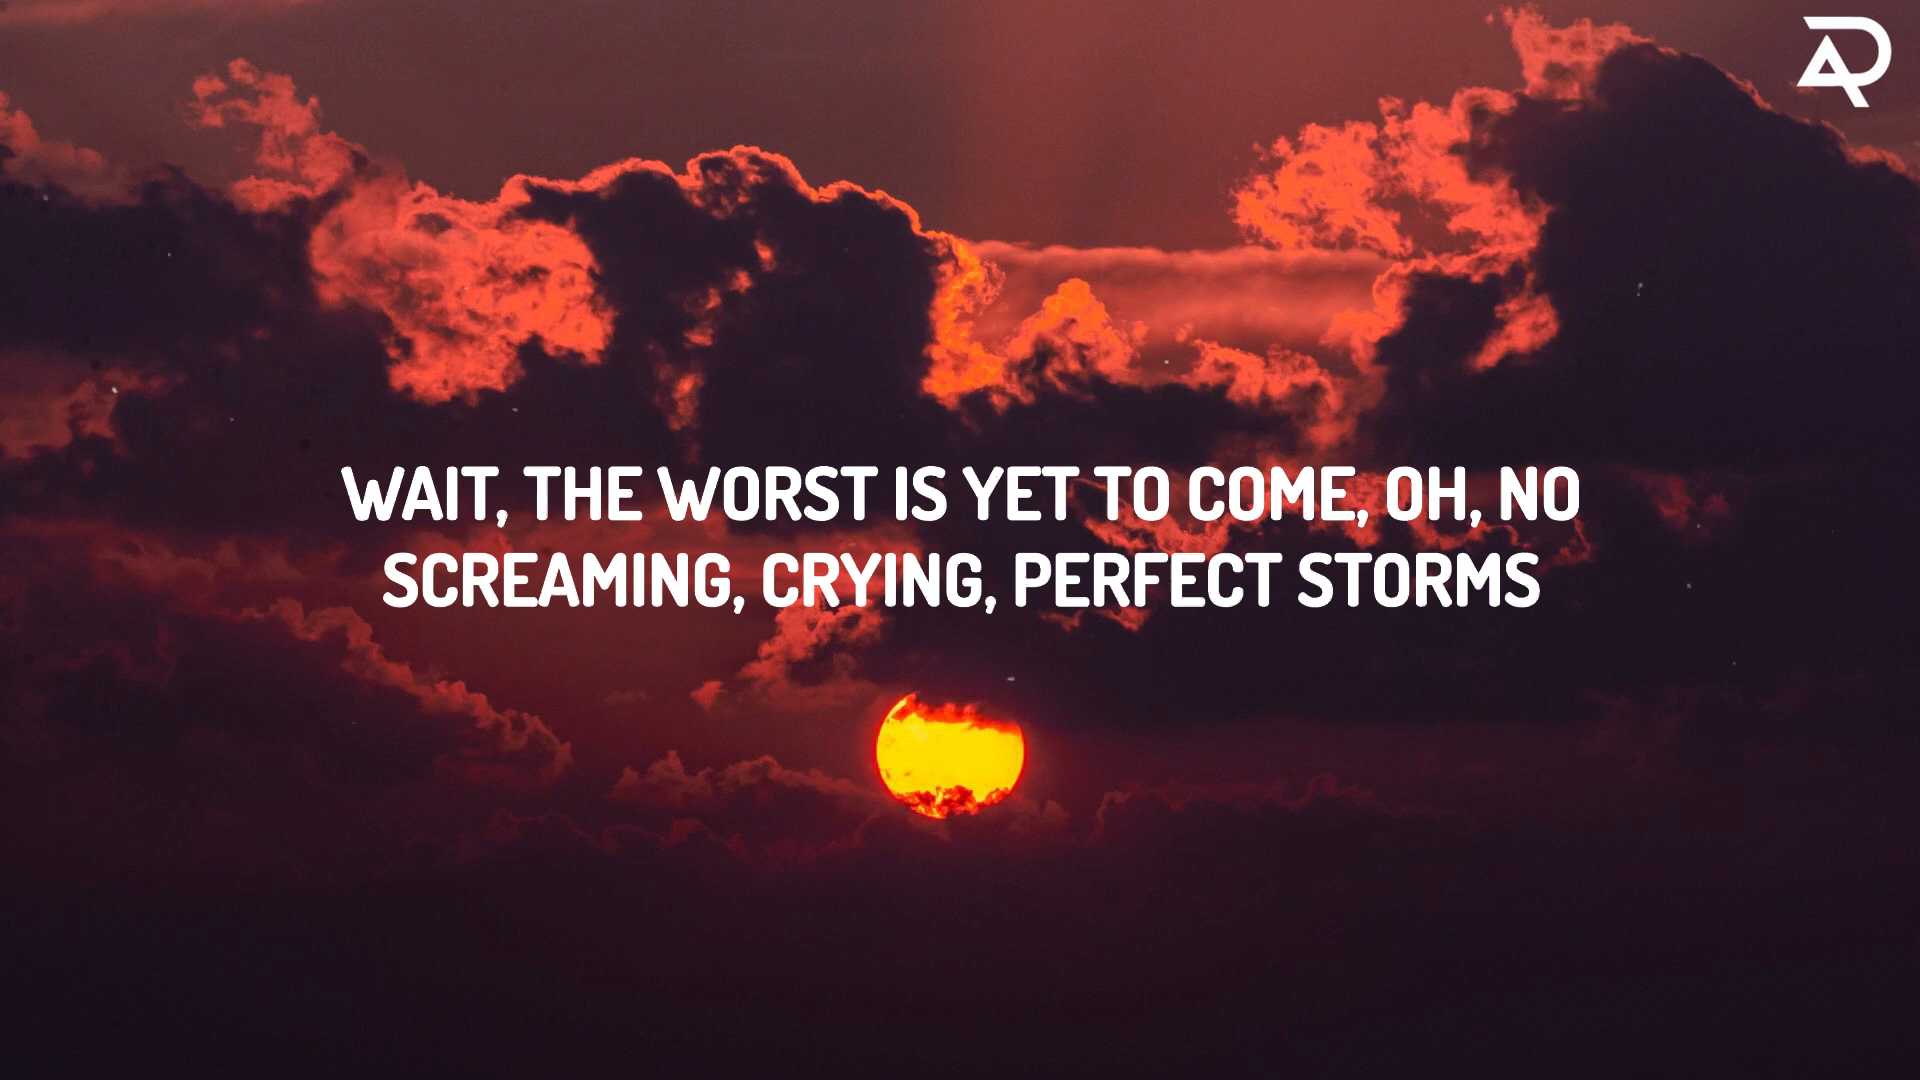 WAIT, THE WORST IS YET TO COME, OH, NO
SCREAMING, CRYING, PERFECT STORMS